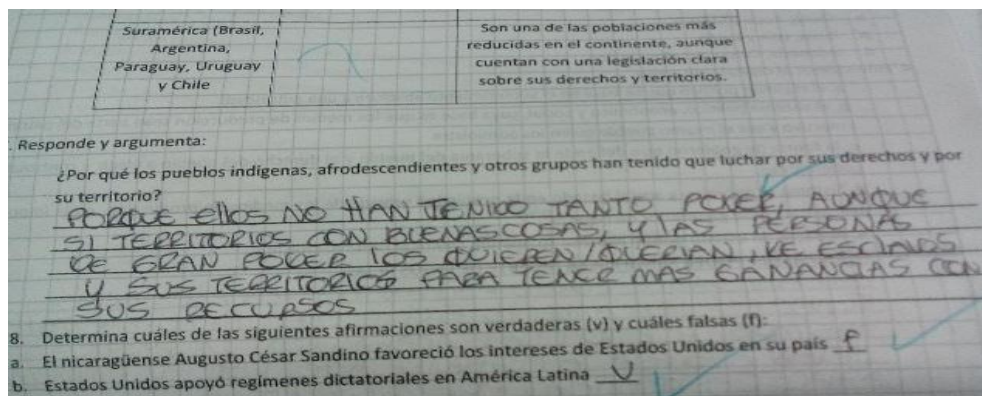 Suramérica (Brasil,
Argentina,
Paraguay, Uruguay
y Chile
Son una de las poblaciones más
reducidas en el continente, aunque
cuentan con una legislación clara
sobre sus derechos y territorios.
. Responde y argumenta:
¿Por qué los pueblos indígenas, afrodescendientes y otros grupos han tenido que luchar por sus derechos y por
su territorio?
PORQUE EllOS NO HAN TENIDO TANTO PODER, AUNQUE
SI TERRITORIOS CON BUENAS COSAS, Y lAS PERSONAS
DE GRAN PODER lOS QUIEREN/QUERIAN, DE ESClAVOS
Y SUS TERRITORIOS PARA TENER MAS GANANCIAS CON
SUS RECURSOS
8. Determina cuáles de las siguientes afirmaciones son verdaderas (v) y cuáles falsas (f):
a. El nicaragüense Augusto César Sandino favoreció los intereses de Estados Unidos en su país f
b. Estados Unidos apoyó regímenes dictatoriales en América Latina V